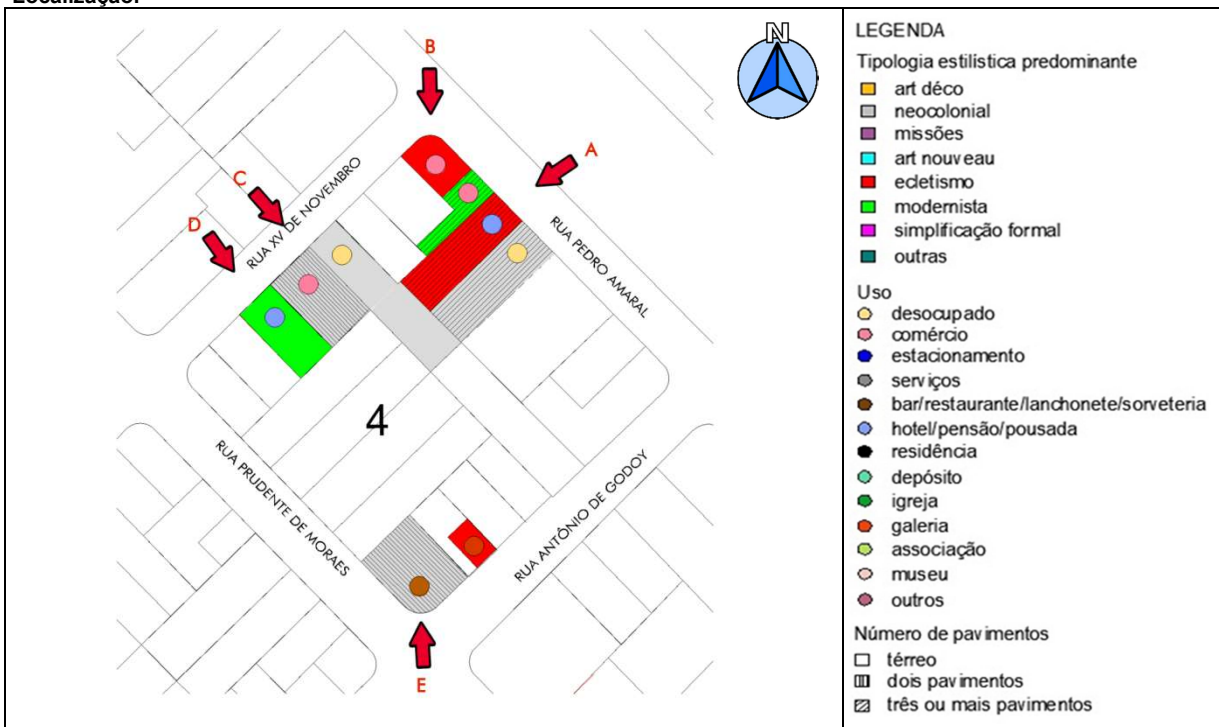 Localização:
N
B
A
C
D
RUA XV DE NOVEMBRO
RUA PEDRO AMARAL
4
RUA PRUDENTE DE MORAES
RUA ANTÔNIO DE GODOY
E
LEGENDA
Tipologia estilística predominante
art déco
neocolonial
missões
art nouveau
ecletismo
modernista
simplificação formal
outras
Uso
desocupado
comércio
estacionamento
serviços
bar/restaurante/lanchonete/sorveteria
hotel/pensão/pousada
residência
depósito
igreja
galeria
associação
museu
outros
Número de pavimentos
térreo
dois pavimentos
três ou mais pavimentos